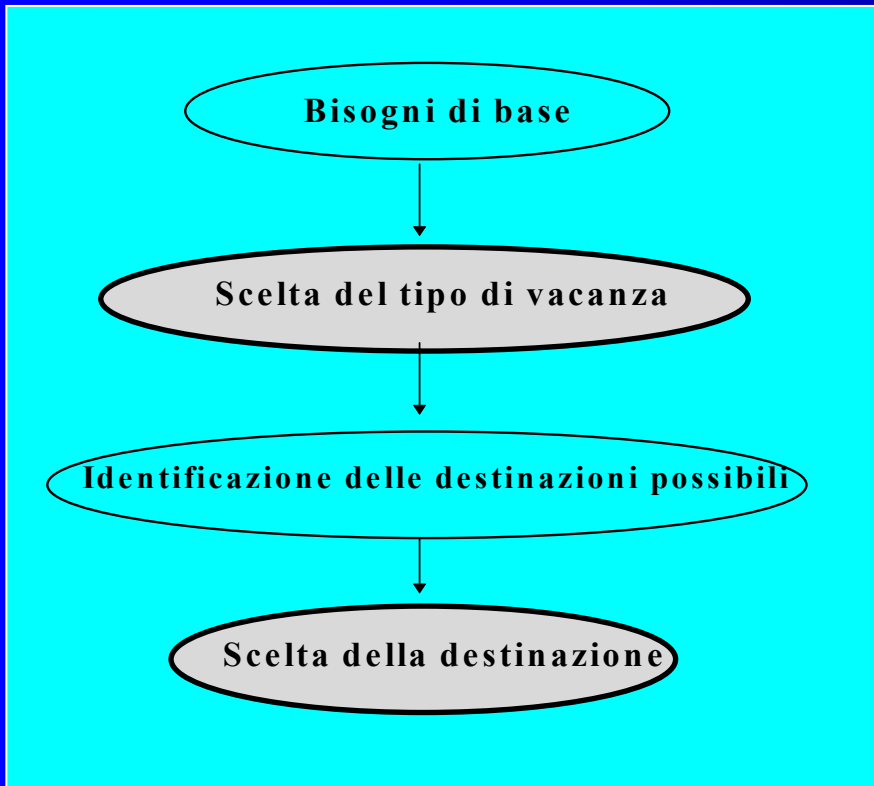 Bisogni di base
Scelta del tipo di vacanza
Identificazione delle destinazioni possibili
Scelta della destinazione